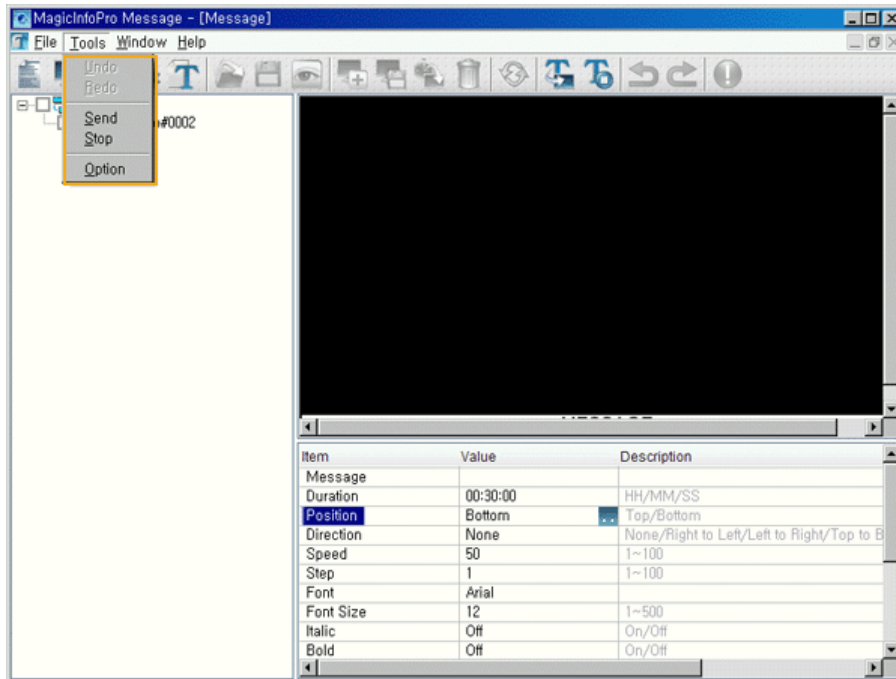 MagicInfoPro Message - [Message]
File Tools Window Help
Undo
Redo
Send
Stop
Option
#0002
Item Value Description
Message
Duration 00:30:00 HH/MM/SS
Position Bottom .. Top/Bottom
Direction None None/Right to Left/Left to Right/Top to B
Speed 50 1~100
Step 1 1~100
Font Arial
Font Size 12 1~500
Italic Off On/Off
Bold Off On/Off